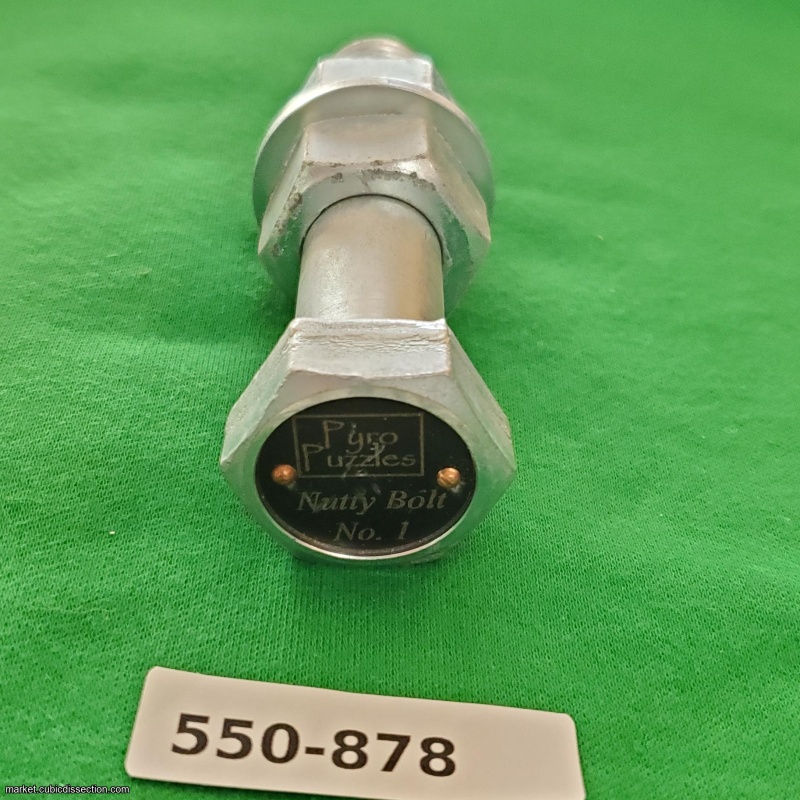 Pyro
Puzzles
Nutty Bolt
No. 1
550-878
market-cubicdissection.com